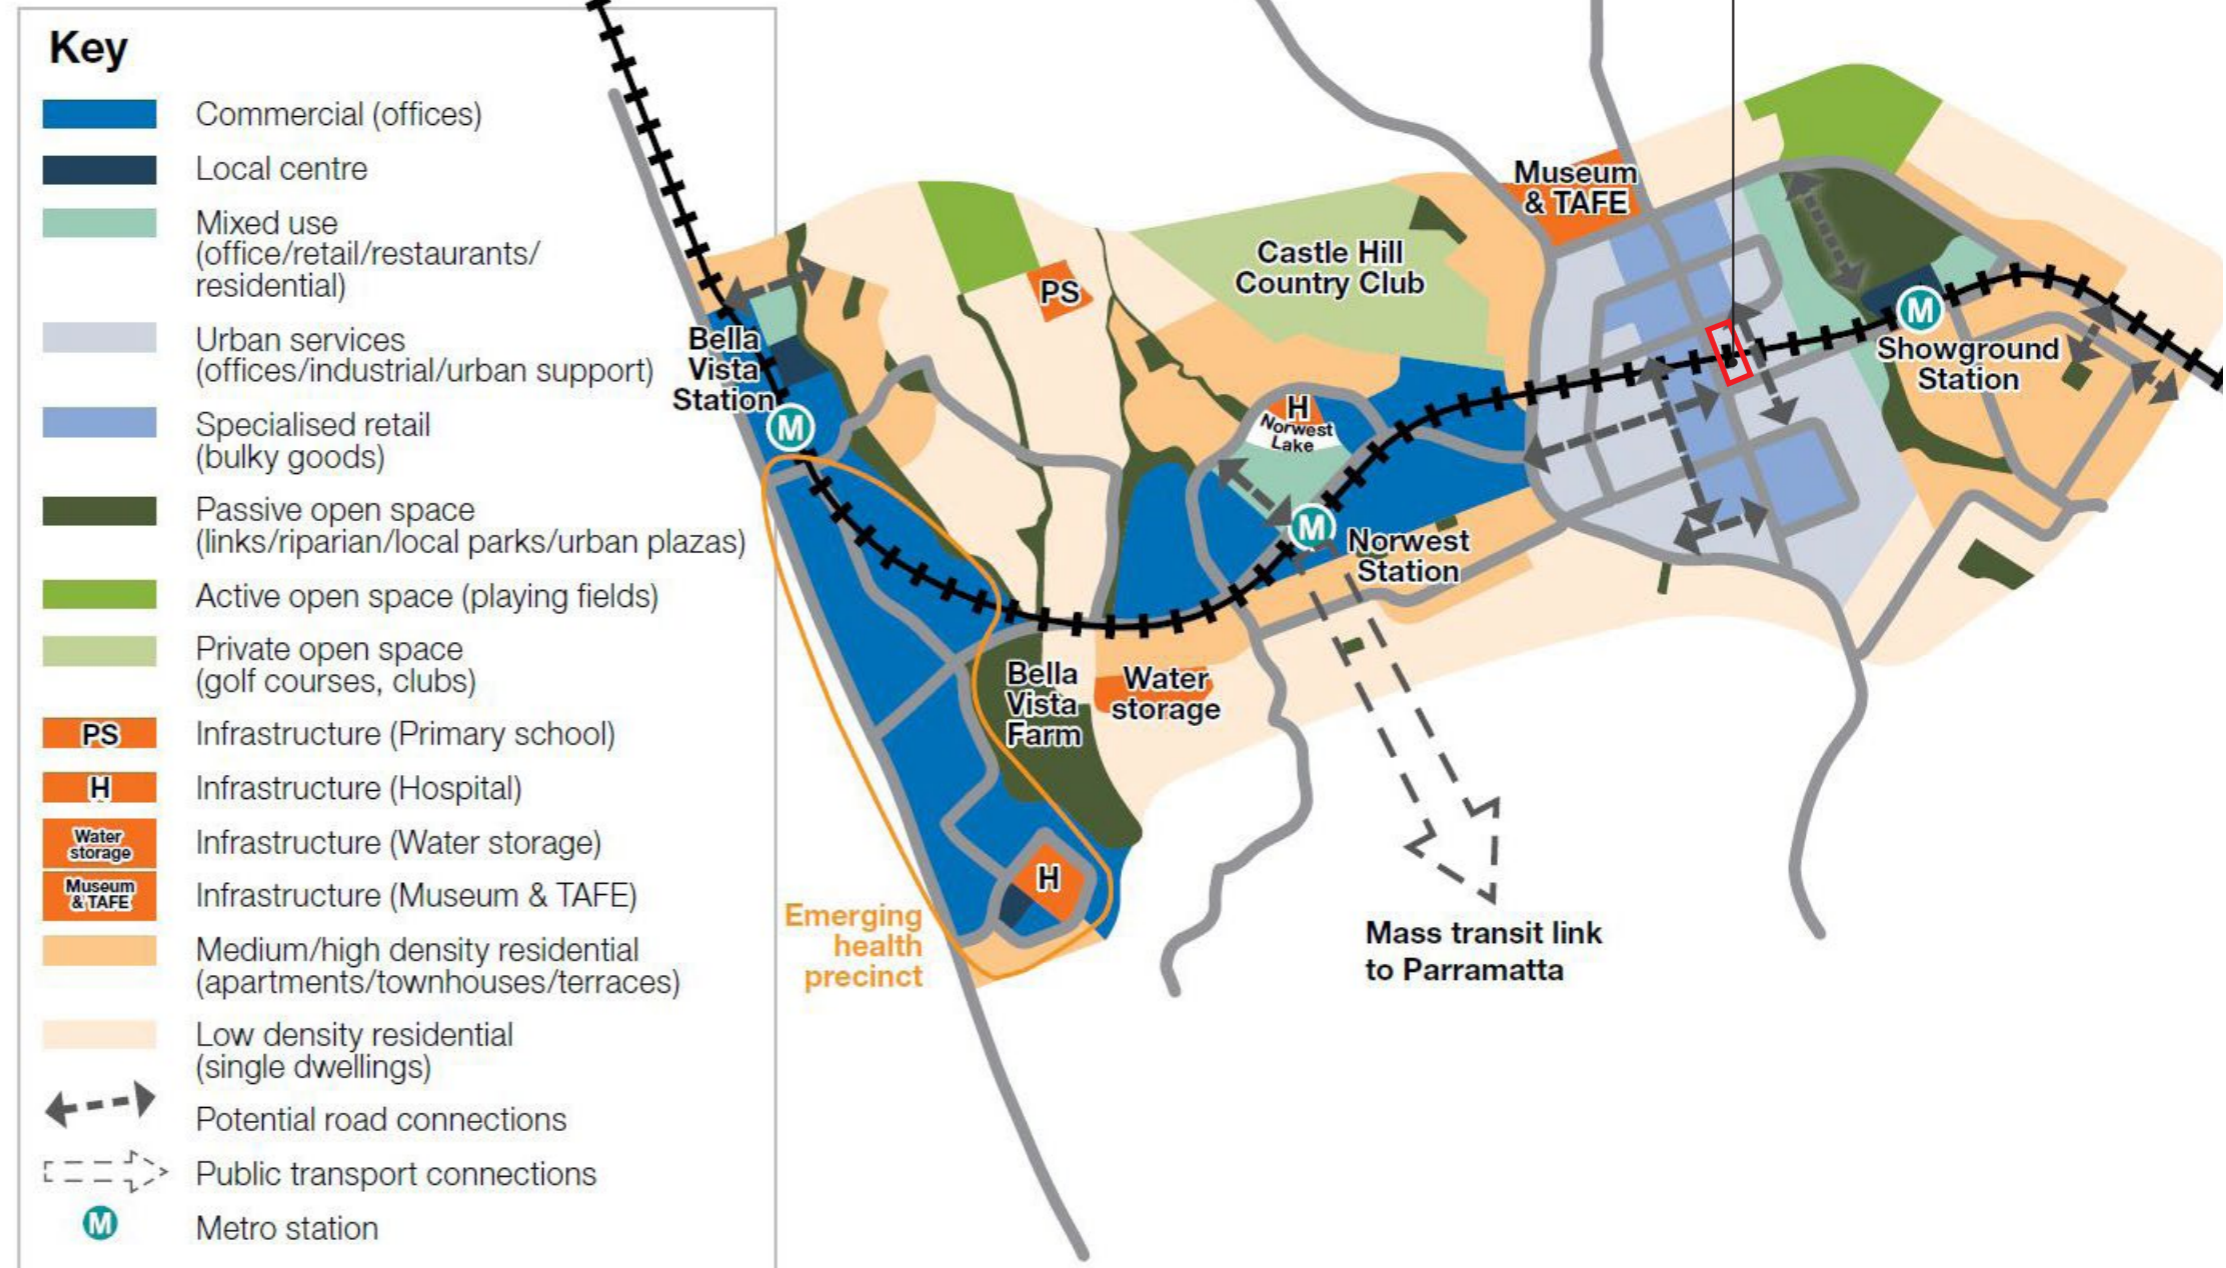 Key
Commercial (offices)
Local centre
Mixed use
(office/retail/restaurants/
residential)
Urban services
(offices/industrial/urban support)
Specialised retail
(bulky goods)
Passive open space
(links/riparian/local parks/urban plazas)
Active open space (playing fields)
Private open space
(golf courses, clubs)
PS
Infrastructure (Primary school)
H
Infrastructure (Hospital)
Water
storage
Infrastructure (Water storage)
Museum
& TAFE
Infrastructure (Museum & TAFE)
Medium/high density residential
(apartments/townhouses/terraces)
Low density residential
(single dwellings)
Potential road connections
Public transport connections
M
Metro station
Museum
& TAFE
Castle Hill
Country Club
PS
Bella
Vista
Station
M
H
Norwest
Lake
M
Norwest
Station
M
Showground
Station
Bella
Vista
Farm
Water
storage
H
Emerging
health
precinct
Mass transit link
to Parramatta